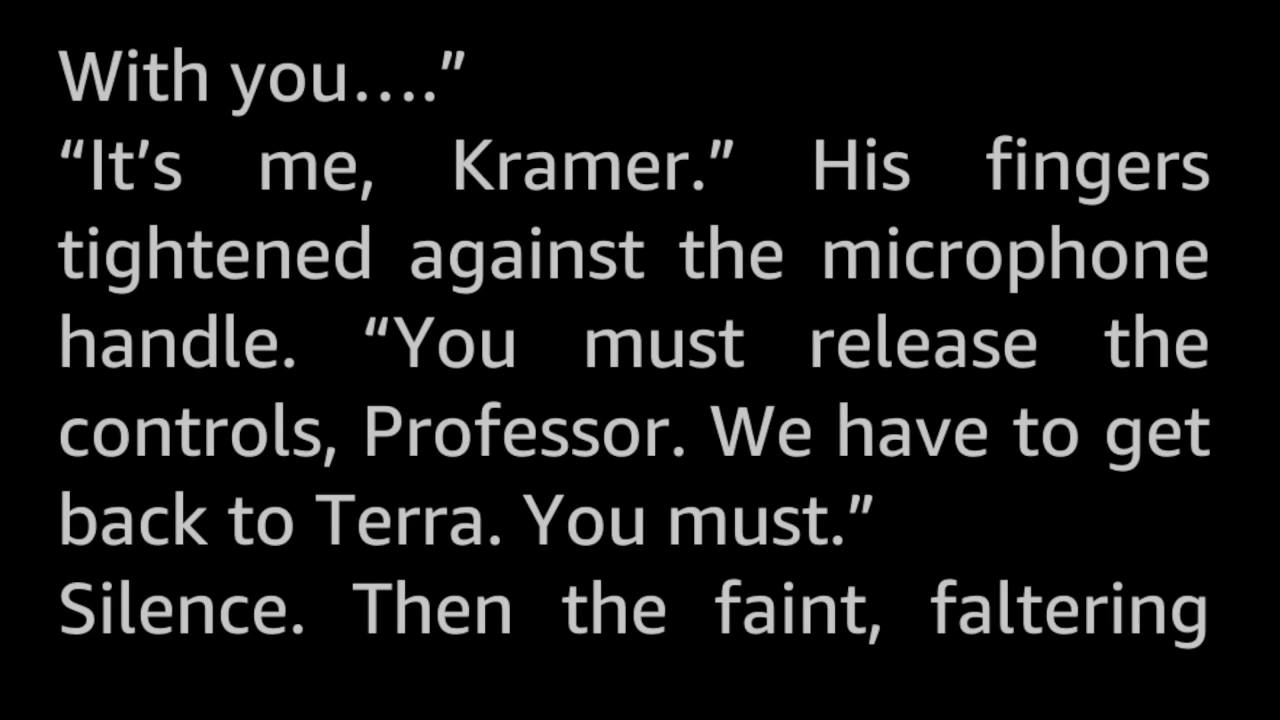 With you….”
“It’s me, Kramer.” His fingers
tightened against the microphone
handle. “You must release the
controls, Professor. We have to get
back to Terra. You must.”
Silence. Then the faint, faltering